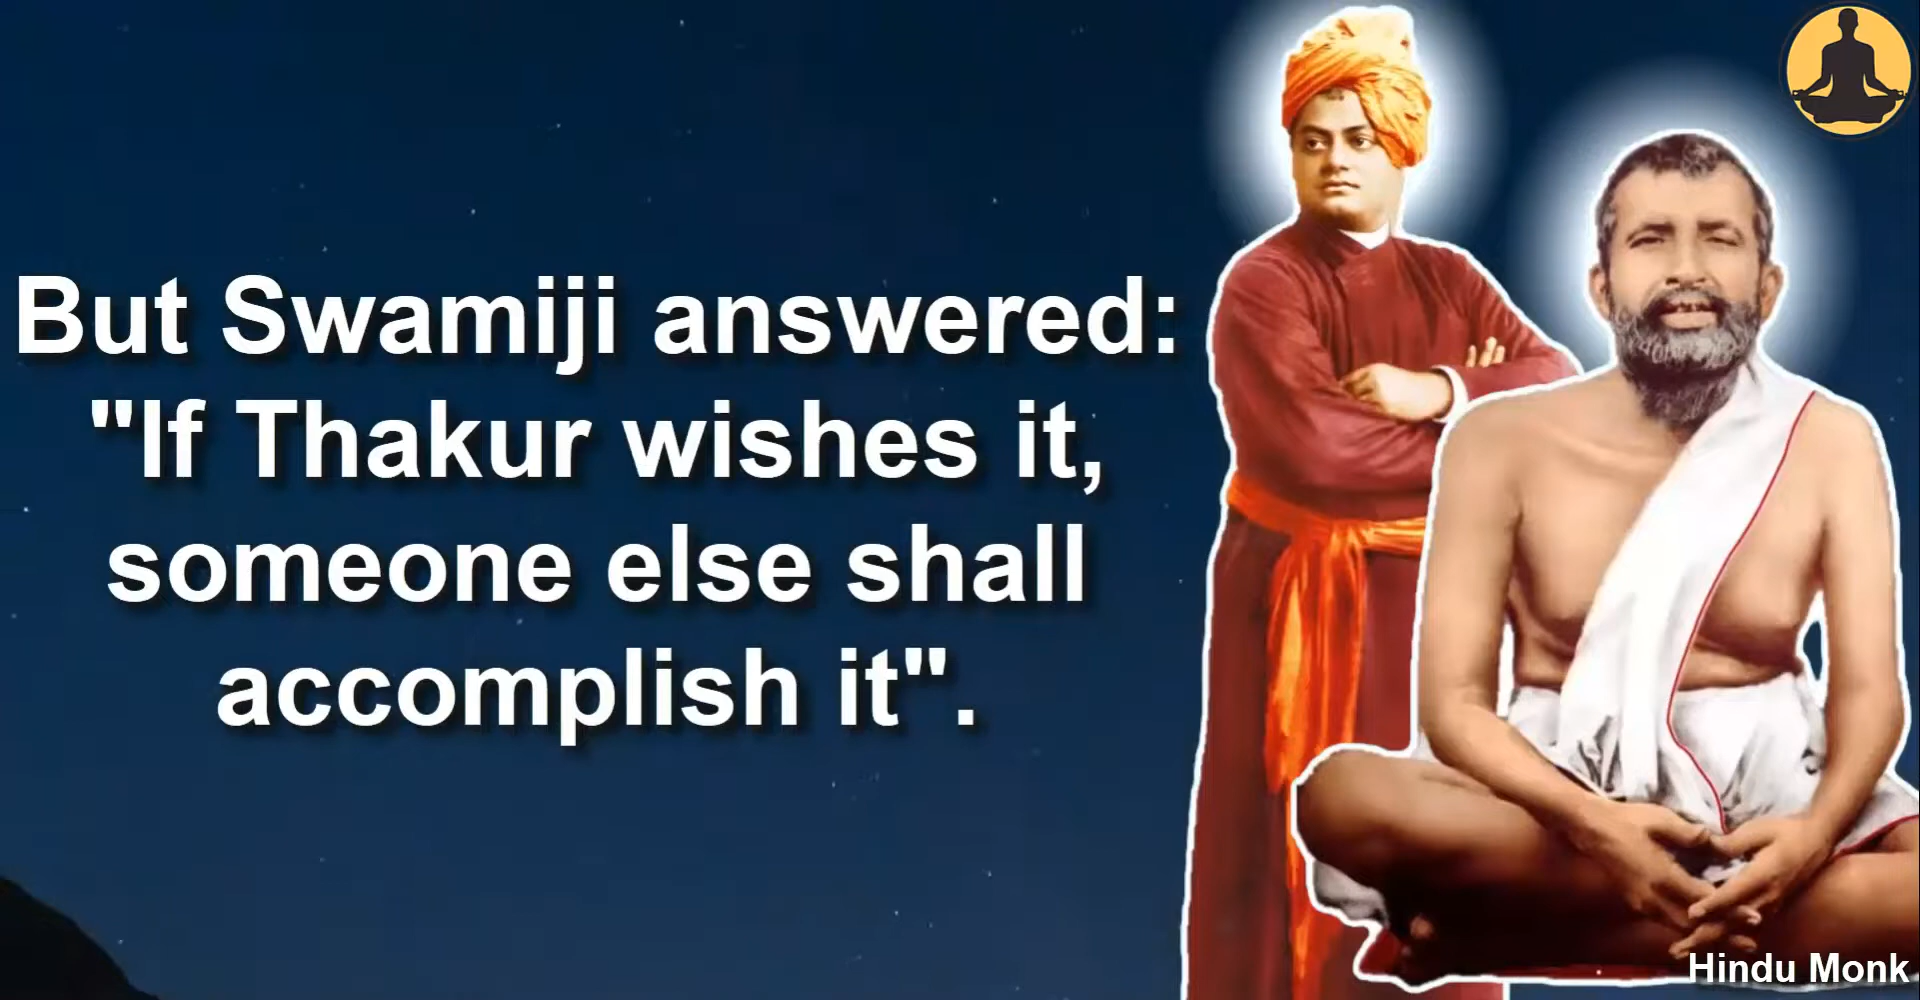 But Swamiji answered:
"If Thakur wishes it,
someone else shall
accomplish it".
Hindu Monk